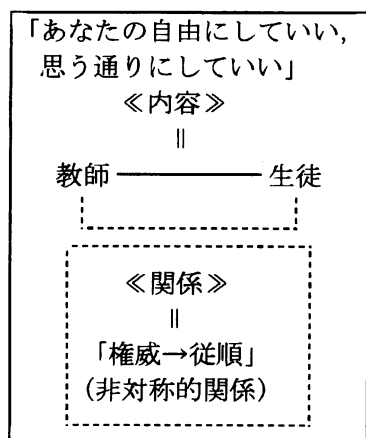 「あなたの自由にしていい,
思う通りにしていい」
≪内容≫
||
教師 生徒
≪関係≫
||
「権威→従順」
(非対称的関係)